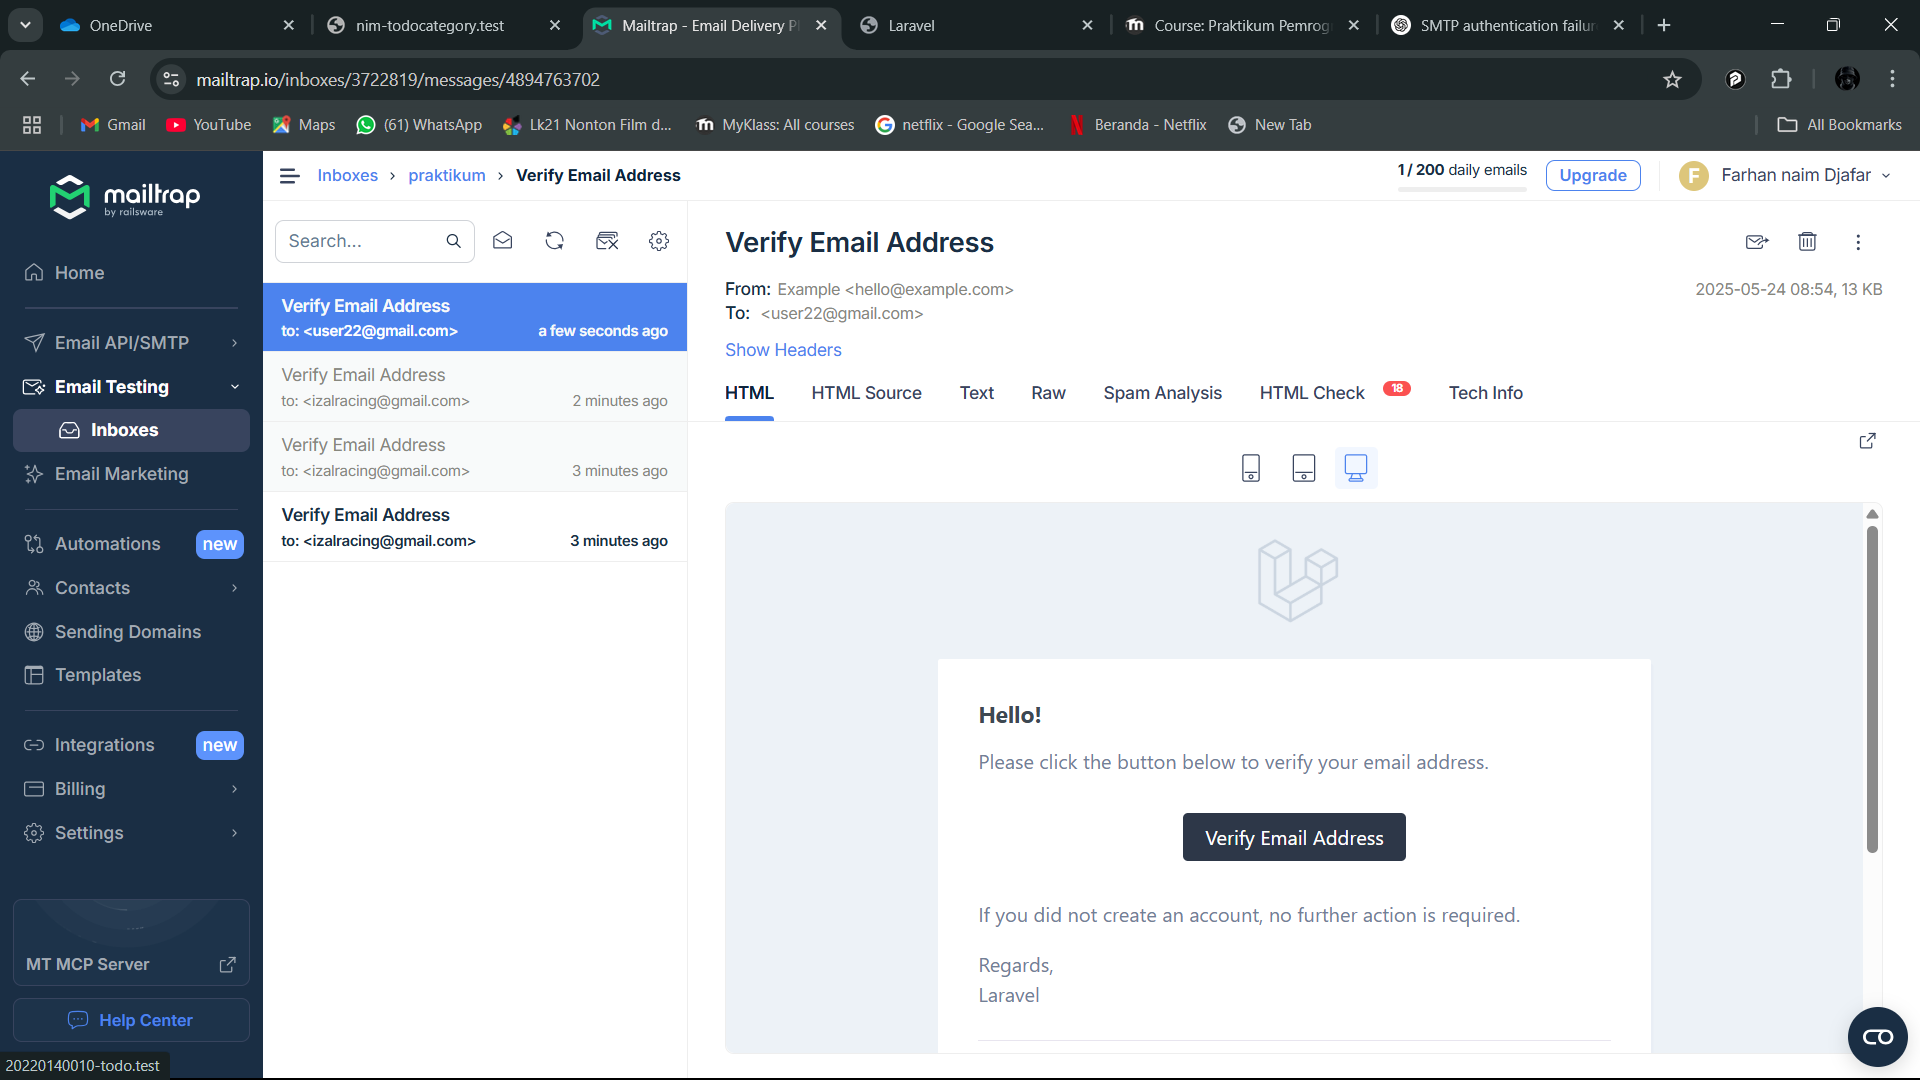 OneDrive
nim-todocategory.test
Mailtrap - Email Delivery Pl
Laravel
Course: Praktikum Pemrogr
SMTP authentication failur
mailtrap.io/inboxes/3722819/messages/4894763702
Gmail
YouTube
Maps
(61) WhatsApp
Lk21 Nonton Film d...
MyKlass: All courses
netflix - Google Sea...
Beranda - Netflix
New Tab
All Bookmarks
mailtrap
by railsware
Home
Email API/SMTP
Email Testing
Inboxes
Email Marketing
Automations new
Contacts
Sending Domains
Templates
Integrations new
Billing
Settings
MT MCP Server
Help Center
20220140010-todo.test
Inboxes › praktikum › Verify Email Address
1 / 200 daily emails
Upgrade
F
Farhan naim Djafar
Search...
Verify Email Address
to: <user22@gmail.com> a few seconds ago
Verify Email Address
to: <izalracing@gmail.com> 2 minutes ago
Verify Email Address
to: <izalracing@gmail.com> 3 minutes ago
Verify Email Address
to: <izalracing@gmail.com> 3 minutes ago
Verify Email Address
From: Example <hello@example.com>
2025-05-24 08:54, 13 KB
To: <user22@gmail.com>
Show Headers
HTML
HTML Source
Text
Raw
Spam Analysis
HTML Check 18
Tech Info
Hello!
Please click the button below to verify your email address.
Verify Email Address
If you did not create an account, no further action is required.
Regards,
Laravel